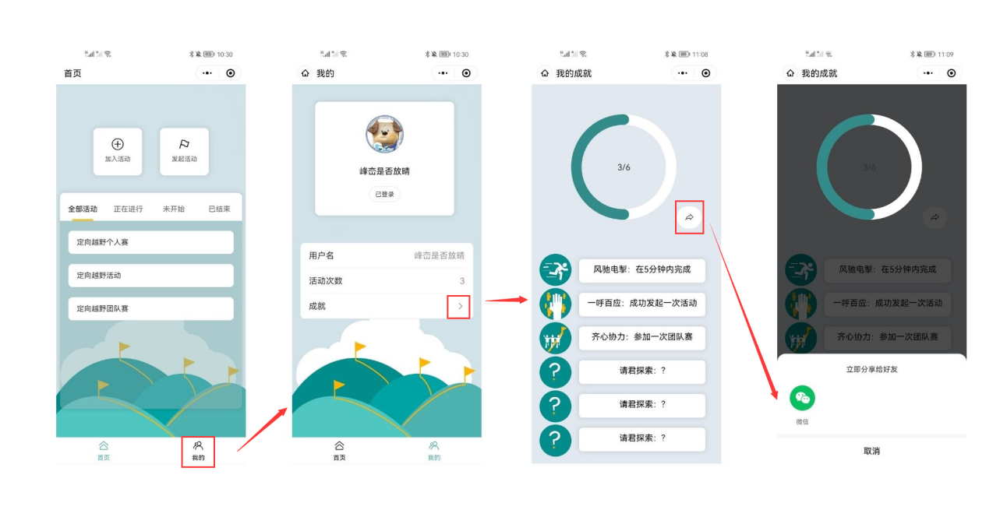 10:30
首页
加入活动
发起活动
全部活动 正在进行 未开始 已结束
定向越野个人赛
定向越野活动
定向越野团队赛
首页 我的
10:30
我的
峰峦是否放晴
已登录
用户名 峰峦是否放晴
活动次数 3
成就
首页 我的
89 11:08
我的成就
3/6
风驰电掣：在5分钟内完成
一呼百应：成功发起一次活动
齐心协力：参加一次团队赛
请君探索：?
请君探索：?
请君探索：?
89 11:09
我的成就
3/6
风驰电掣：在5分钟内完成
一呼百应：成功发起一次活动
齐心协力：参加一次团队赛
立即分享给好友
微信
取消